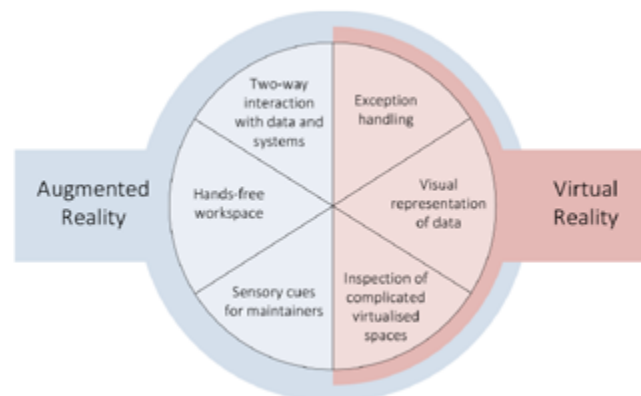 Augmented
Reality
Two-way
interaction
with data and
systems
Hands-free
workspace
Sensory cues
for maintainers
Exception
handling
Visual
representation
of data
Inspection of
complicated
virtualised
spaces
Virtual
Reality